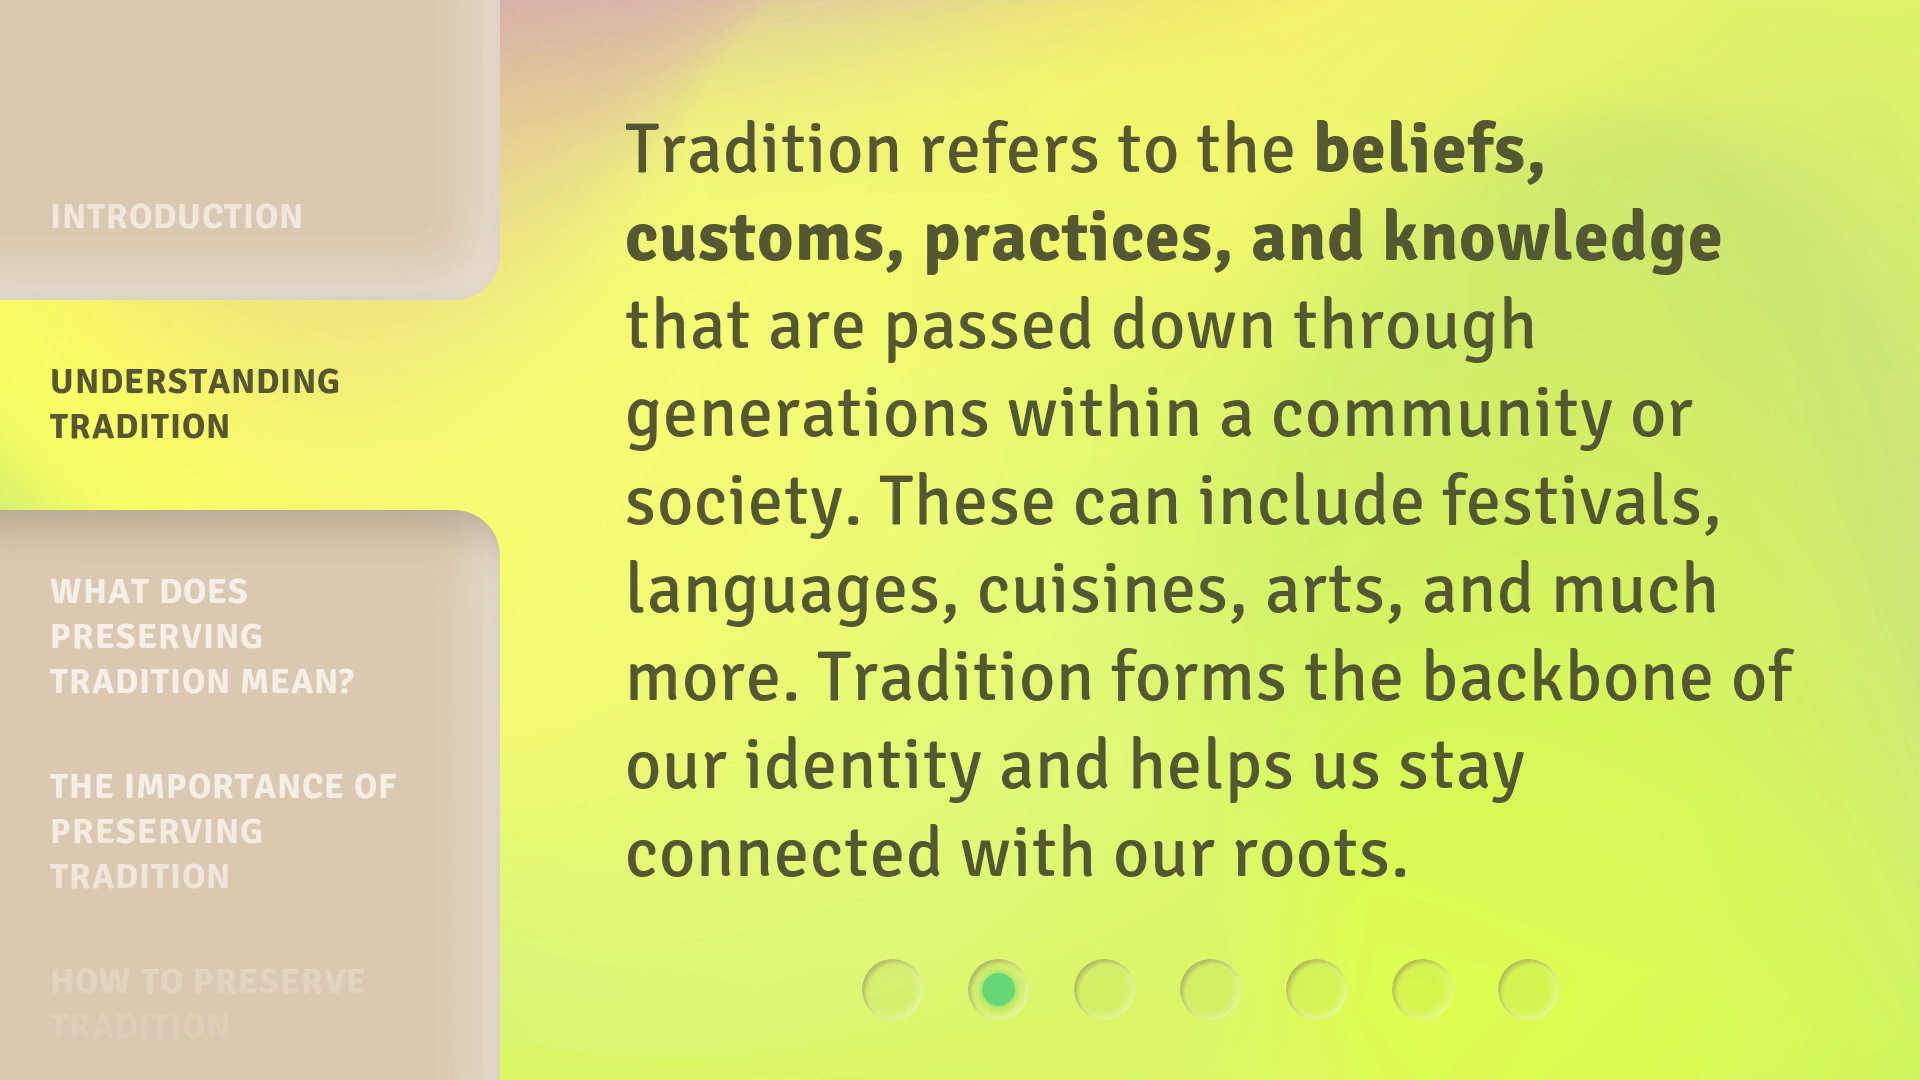 INTRODUCTION
UNDERSTANDING
TRADITION
WHAT DOES
PRESERVING
TRADITION MEAN?
THE IMPORTANCE OF
PRESERVING
TRADITION
HOW TO PRESERVE
TRADITION
Tradition refers to the beliefs,
customs, practices, and knowledge
that are passed down through
generations within a community or
society. These can include festivals,
languages, cuisines, arts, and much
more. Tradition forms the backbone of
our identity and helps us stay
connected with our roots.